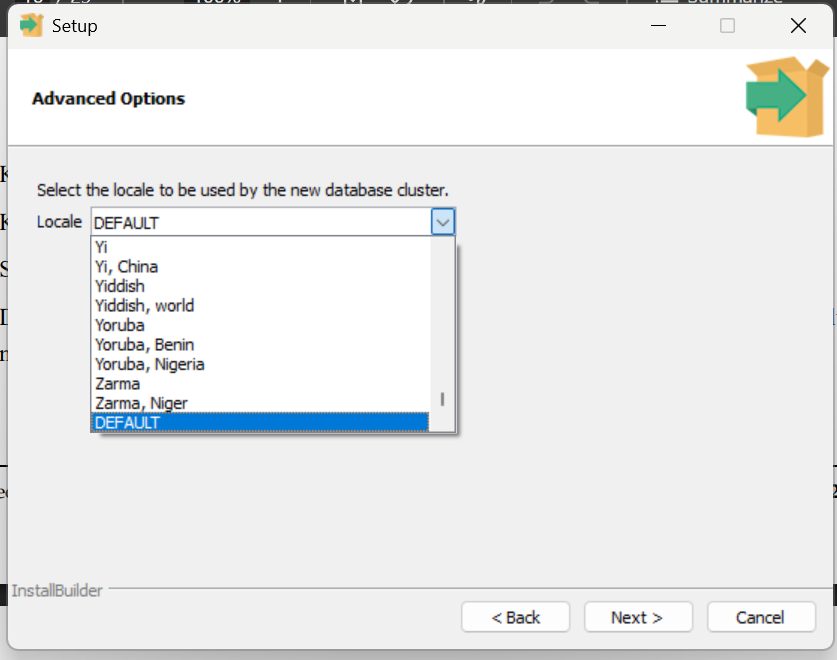 Setup
Advanced Options
Select the locale to be used by the new database cluster.
Locale DEFAULT
Yi
Yi, China
Yiddish
Yiddish, world
Yoruba
Yoruba, Benin
Yoruba, Nigeria
Zarma
Zarma, Niger
DEFAULT
InstallBuilder
< Back Next > Cancel